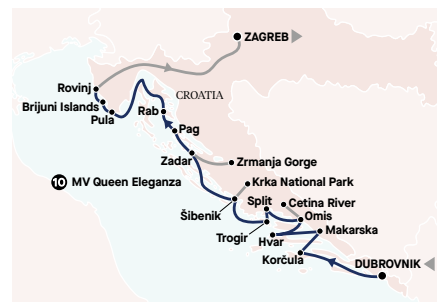 ZAGREB
Rovinj
CROATIA
Brijuni Islands
Rab
Pula
Pag
Zadar
Zrmanja Gorge
10 MV Queen Eleganza
Krka National Park
Split
Cetina River
Šibenik
Omis
Trogir
Makarska
Hvar
Korčula
DUBROVNIK